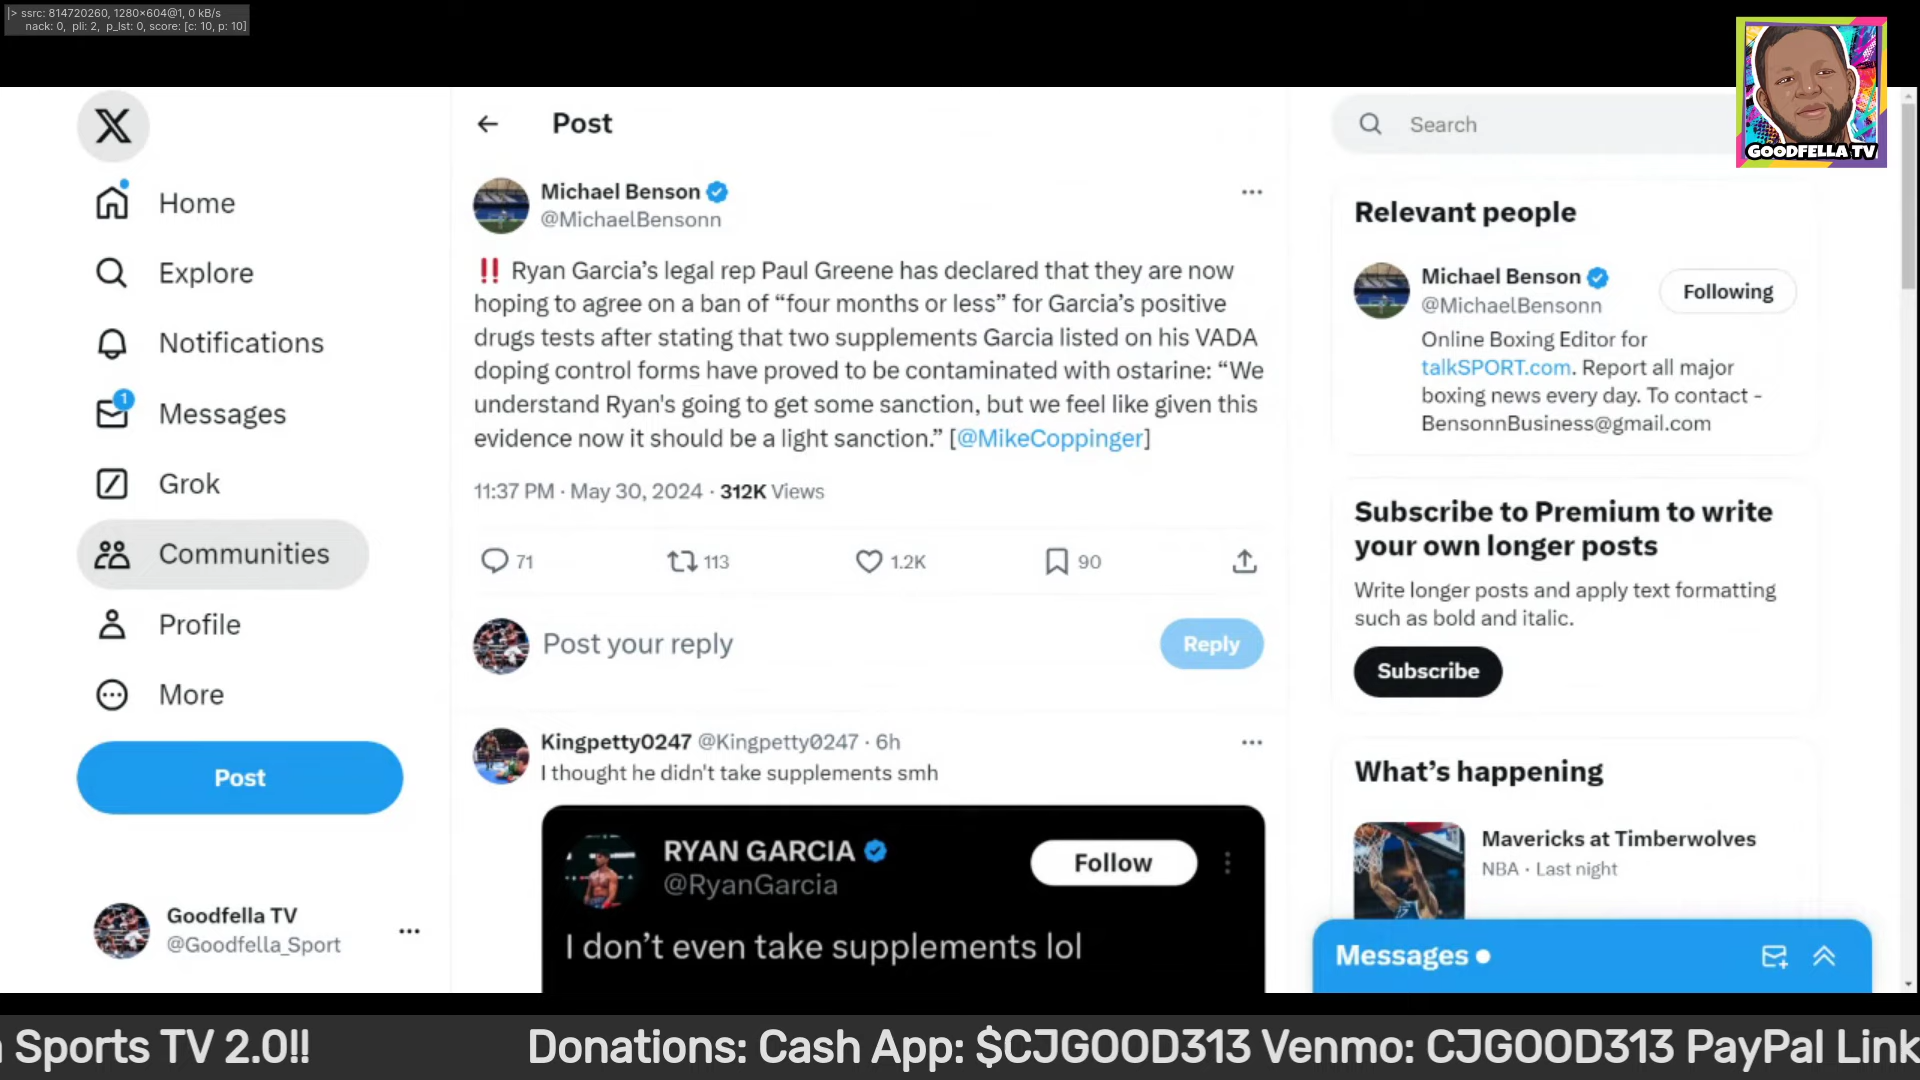 |> ssrc: 814720260, 1280×604@1, 0 kB/s
nack: 0, pli: 2, p_lst: 0, score: [c: 10, p: 10]
GOODFELLA TV
Home
Explore
Notifications
1
Messages
Grok
Communities
Profile
More
Post
Goodfella TV
@Goodfella_Sport
Post
Michael Benson
@MichaelBensonn
‼️ Ryan Garcia’s legal rep Paul Greene has declared that they are now
hoping to agree on a ban of “four months or less” for Garcia’s positive
drugs tests after stating that two supplements Garcia listed on his VADA
doping control forms have proved to be contaminated with ostarine: “We
understand Ryan's going to get some sanction, but we feel like given this
evidence now it should be a light sanction.” [@MikeCoppinger]
11:37 PM · May 30, 2024 · 312K Views
71 113 1.2K 90
Post your reply
Reply
Kingpetty0247 @Kingpetty0247 · 6h
I thought he didn't take supplements smh
RYAN GARCIA
@RyanGarcia
Follow
I don’t even take supplements lol
Search
Relevant people
Michael Benson
@MichaelBensonn
Following
Online Boxing Editor for
talkSPORT.com. Report all major
boxing news every day. To contact -
BensonnBusiness@gmail.com
Subscribe to Premium to write
your own longer posts
Write longer posts and apply text formatting
such as bold and italic.
Subscribe
What’s happening
Mavericks at Timberwolves
NBA · Last night
Messages
Sports TV 2.0!! Donations: Cash App: $CJGOOD313 Venmo: CJGOOD313 PayPal Link